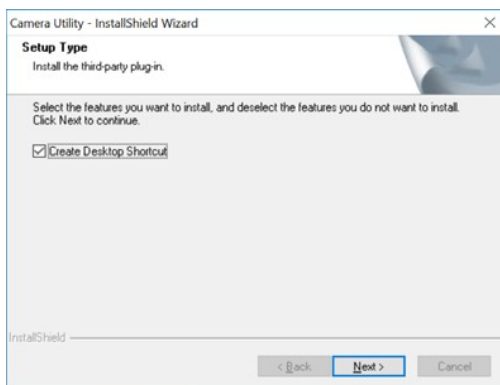 Camera Utility - InstallShield Wizard
Setup Type
Install the third-party plug-in.
Select the features you want to install, and deselect the features you do not want to install.
Click Next to continue.
Create Desktop Shortcut
InstallShield
< Back Next > Cancel